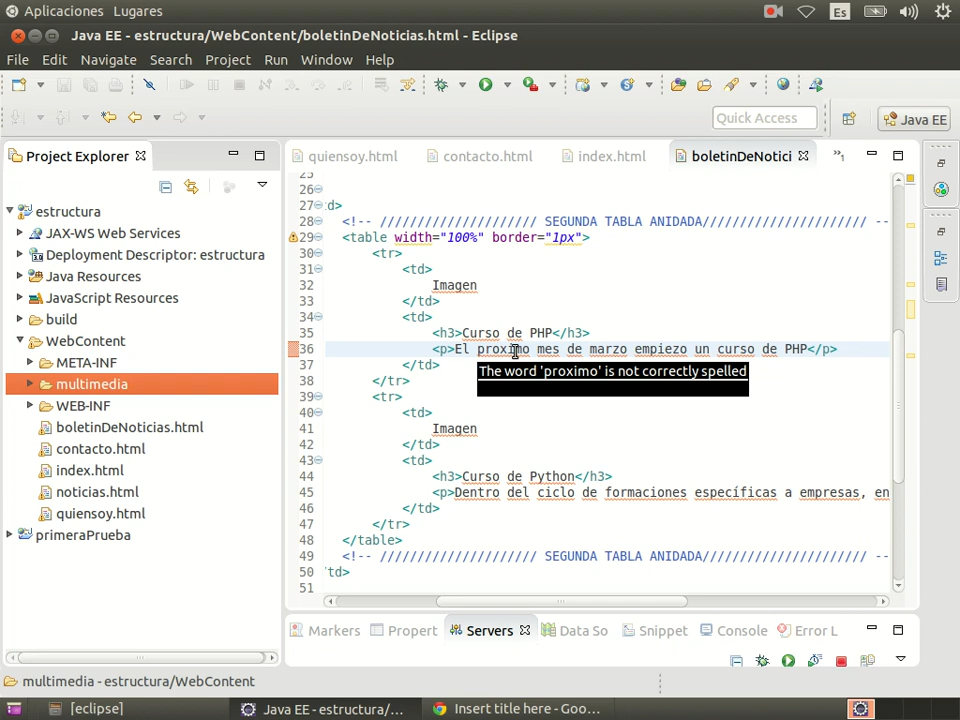 Aplicaciones Lugares Es
Java EE - estructura/WebContent/boletinDeNoticias.html - Eclipse
File Edit Navigate Search Project Run Window Help
Quick Access Java EE
Project Explorer
estructura
JAX-WS Web Services
Deployment Descriptor: estructura
Java Resources
JavaScript Resources
build
WebContent
META-INF
multimedia
WEB-INF
boletinDeNoticias.html
contacto.html
index.html
noticias.html
quiensoy.html
primeraPrueba
quiensoy.html contacto.html index.html boletinDeNotici »1
25
26
27 d>
28 <!-- ///////////////////// SEGUNDA TABLA ANIDADA////////////////////// --
29 <table width="100%" border="1px">
30 <tr>
31 <td>
32 Imagen
33 </td>
34 <td>
35 <h3>Curso de PHP</h3>
36 <p>El proximo mes de marzo empiezo un curso de PHP</p>
The word 'proximo' is not correctly spelled
37 </td>
38 </tr>
39 <tr>
40 <td>
41 Imagen
42 </td>
43 <td>
44 <h3>Curso de Python</h3>
45 <p>Dentro del ciclo de formaciones específicas a empresas, en
46 </td>
47 </tr>
48 </table>
49 <!-- ///////////////////// SEGUNDA TABLA ANIDADA////////////////////// --
50 td>
51
Markers Propert Servers Data So Snippet Console Error L
multimedia - estructura/WebContent
[eclipse] Java EE - estructura/... Insert title here - Goo...